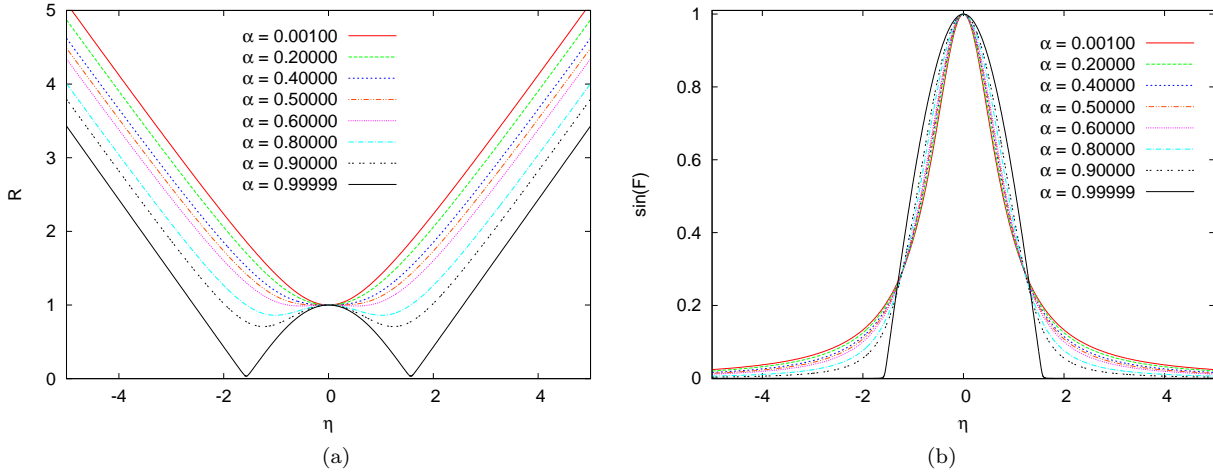 5
4
3
2
1
0
R
-4
-2
0
2
4
η
α = 0.00100
α = 0.20000
α = 0.40000
α = 0.50000
α = 0.60000
α = 0.80000
α = 0.90000
α = 0.99999
(a)
1
0.8
0.6
0.4
0.2
0
sin(F)
-4
-2
0
2
4
η
α = 0.00100
α = 0.20000
α = 0.40000
α = 0.50000
α = 0.60000
α = 0.80000
α = 0.90000
α = 0.99999
(b)